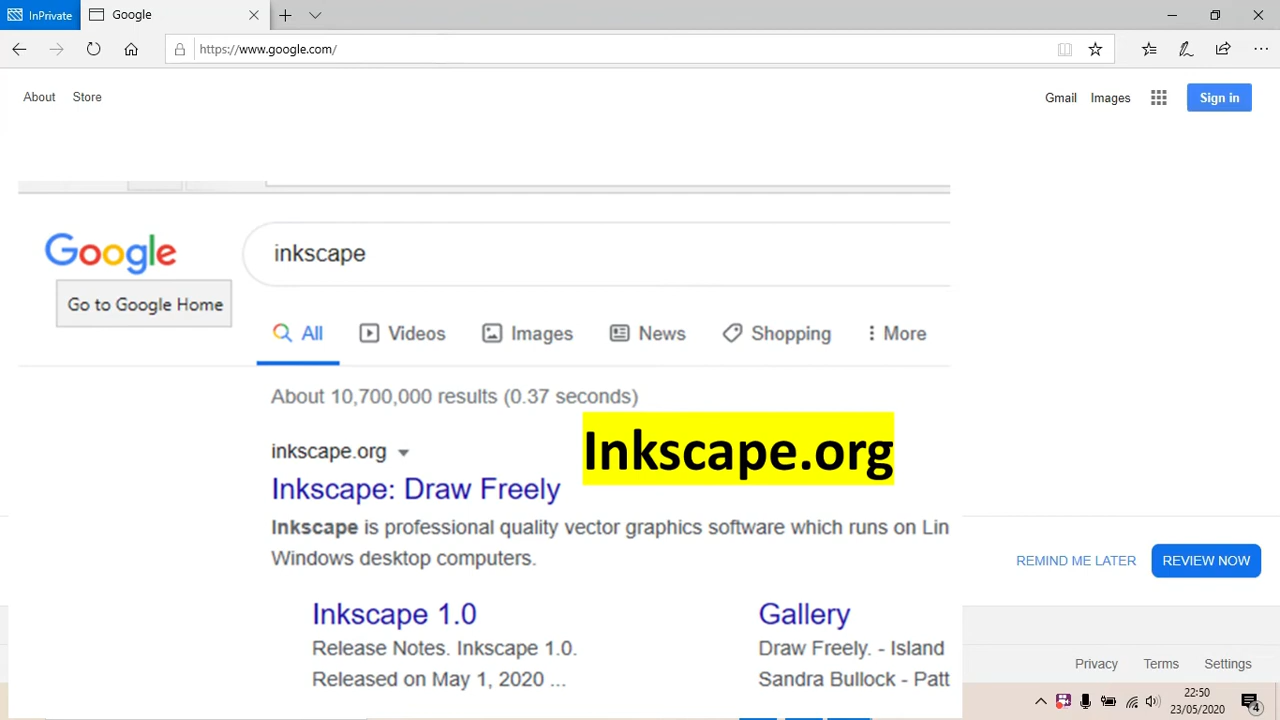 InPrivate
Google
https://www.google.com/
About Store
Gmail Images Sign in
Google
inkscape
Go to Google Home
All Videos Images News Shopping More
About 10,700,000 results (0.37 seconds)
inkscape.org
Inkscape.org
Inkscape: Draw Freely
Inkscape is professional quality vector graphics software which runs on Lin
Windows desktop computers.
REMIND ME LATER REVIEW NOW
Inkscape 1.0 Gallery
Release Notes. Inkscape 1.0. Draw Freely. - Island
Released on May 1, 2020 ... Sandra Bullock - Patt
Privacy Terms Settings
22:50
23/05/2020
4